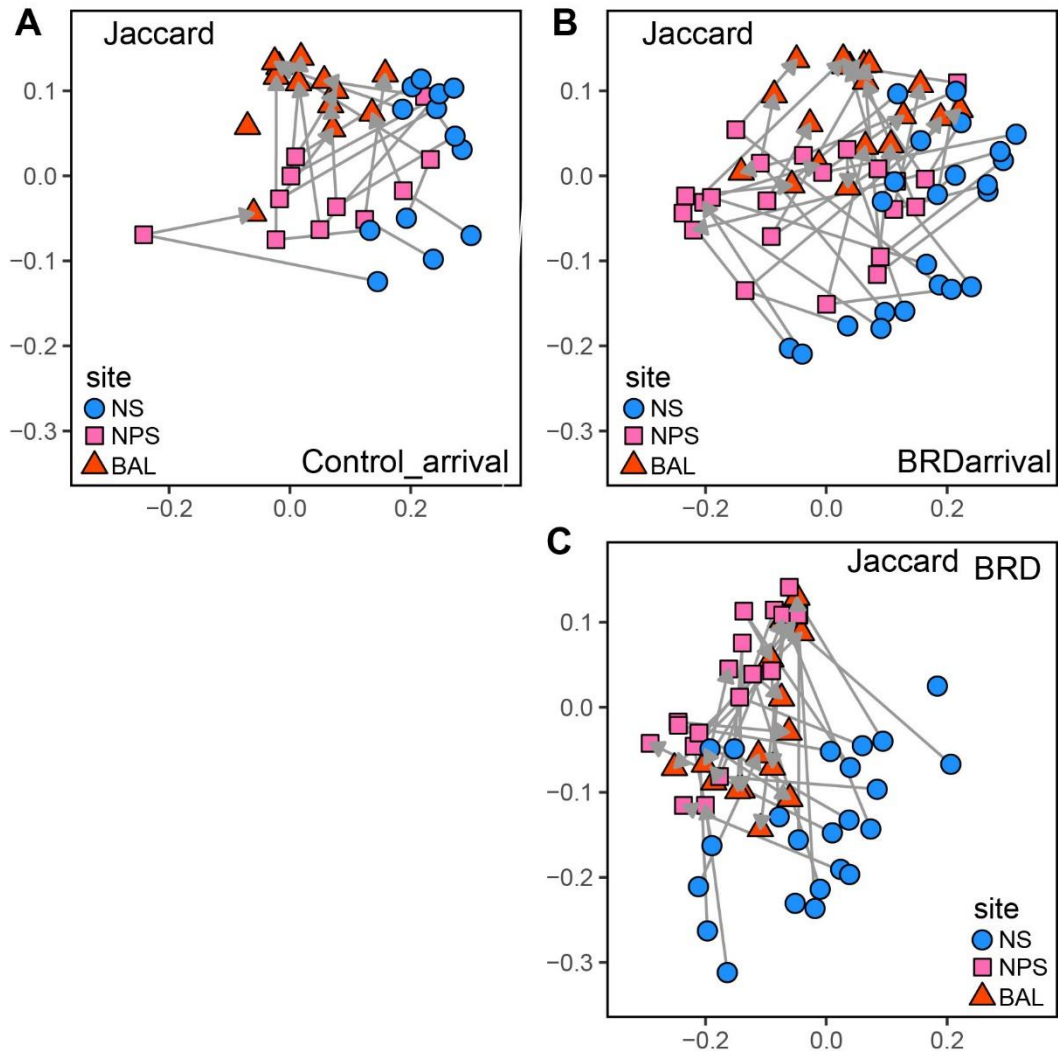 A
Jaccard
0.1
0.0
−0.1
−0.2
−0.3
site
NS
NPS
BAL
Control_arrival
−0.2 0.0 0.2
B
Jaccard
0.1
0.0
−0.1
−0.2
−0.3
site
NS
NPS
BAL
BRDarrival
−0.2 0.0 0.2
C
Jaccard BRD
0.1
0.0
−0.1
−0.2
−0.3
site
NS
NPS
BAL
−0.2 0.0 0.2